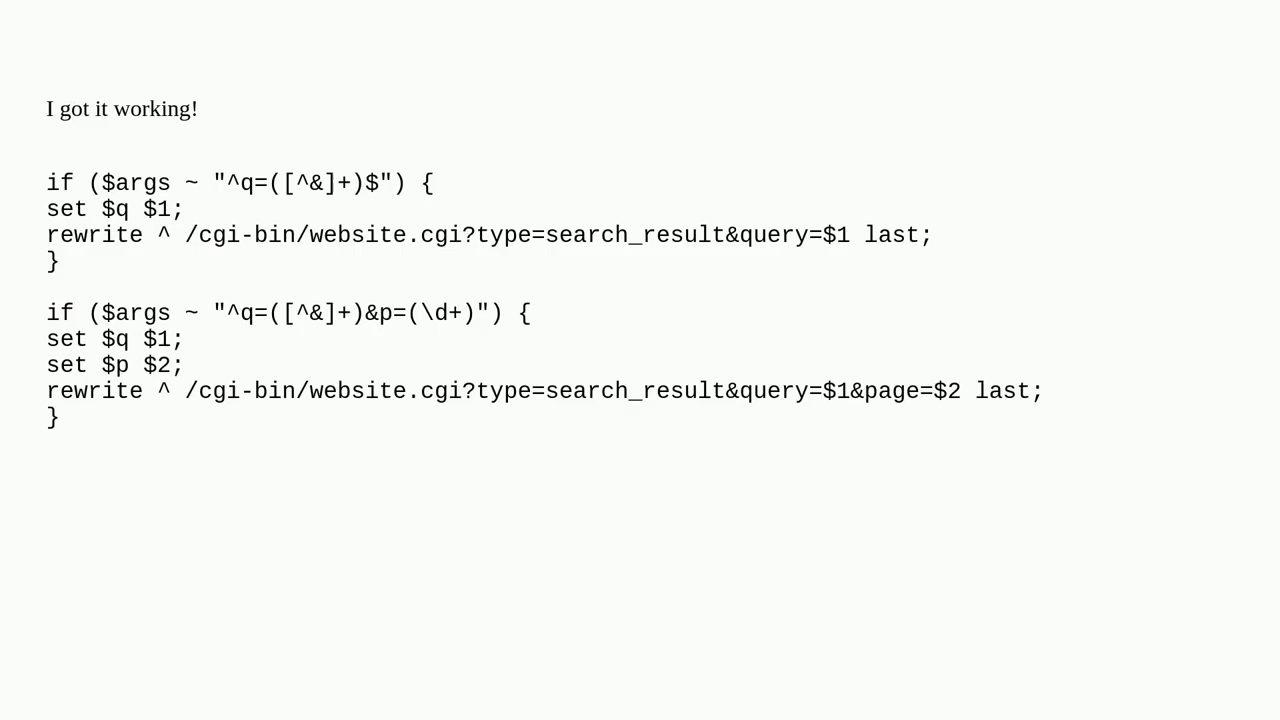 I got it working!
if ($args ~ "^q=([^&]+)$") {
set $q $1;
rewrite ^ /cgi-bin/website.cgi?type=search_result&query=$1 last;
}
if ($args ~ "^q=([^&]+)&p=(\d+)") {
set $q $1;
set $p $2;
rewrite ^ /cgi-bin/website.cgi?type=search_result&query=$1&page=$2 last;
}